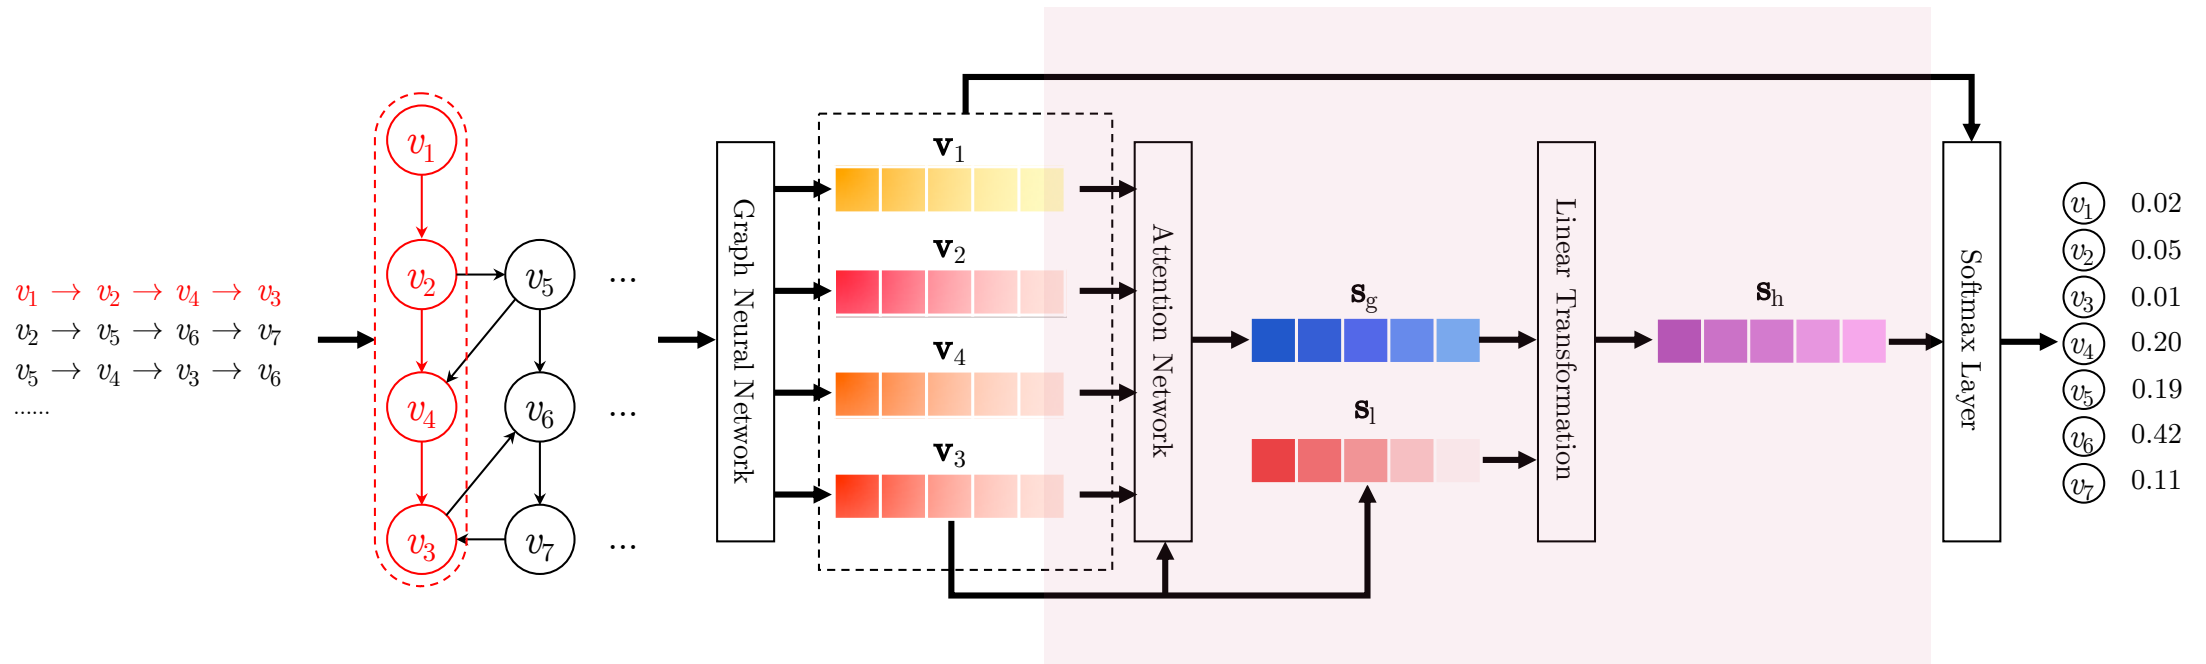 v1 → v2 → v4 → v3
v2 → v5 → v6 → v7
v5 → v4 → v3 → v6
......
v1
v2
v4
v3
v5 ...
v6 ...
v7 ...
Graph Neural Network
v1
v2
v4
v3
Attention Network
sg
sl
Linear Transformation
sh
Softmax Layer
v1 0.02
v2 0.05
v3 0.01
v4 0.20
v5 0.19
v6 0.42
v7 0.11